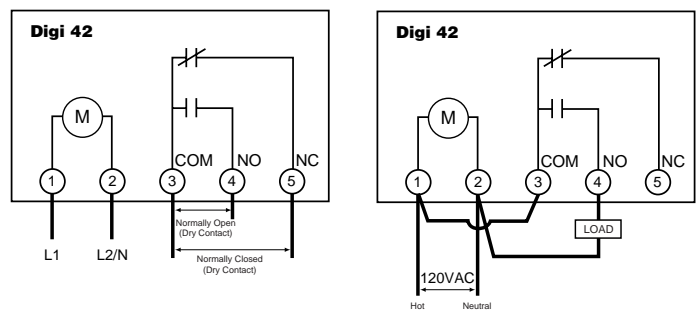 Digi 42
M
COM
NO
NC
1
2
3
4
5
Normally Open
(Dry Contact)
Normally Closed
(Dry Contact)
L1
L2/N
Digi 42
M
COM
NO
NC
1
2
3
4
5
LOAD
120VAC
Hot
Neutral